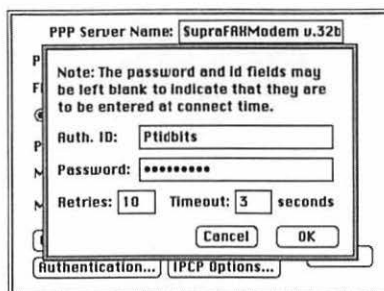 PPP Server Name: SupraFAXModem v.32b
P
Note: The password and id fields may
be left blank to indicate that they are
to be entered at connect time.
Auth. ID: Ptidbits
Password: •••••••••
Retries: 10 Timeout: 3 seconds
Cancel OK
Authentication... IPCP Options...